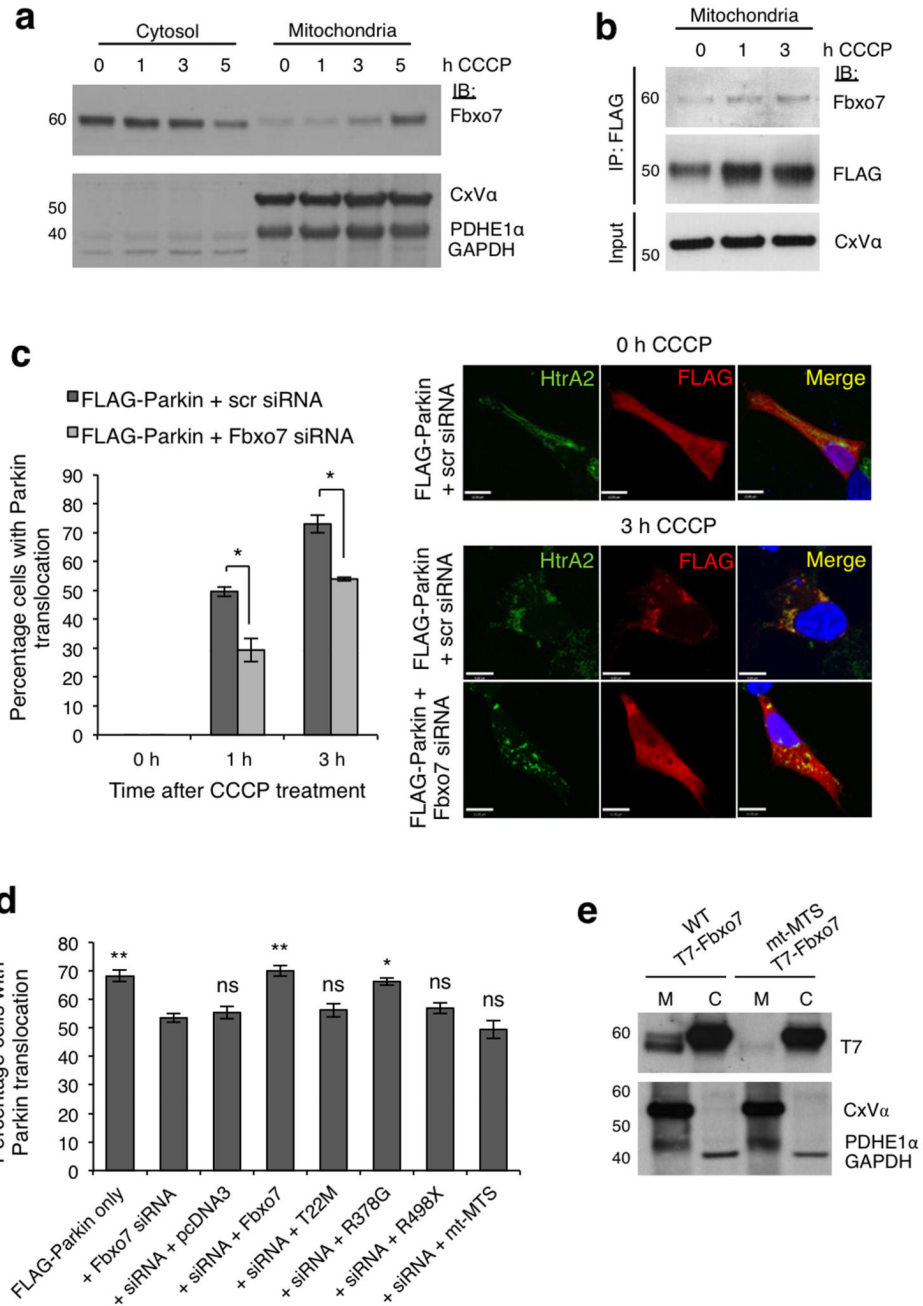 a
Cytosol
Mitochondria
0 1 3 5 0 1 3 5 h CCCP
IB:
60
Fbxo7
50
40
CxVα
PDHE1α
GAPDH
b
Mitochondria
0 1 3 h CCCP
IB:
IP: FLAG
60
Fbxo7
50
FLAG
Input
50
CxVα
c
FLAG-Parkin + scr siRNA
FLAG-Parkin + Fbxo7 siRNA
Percentage cells with Parkin
translocation
90
80
70
60
50
40
30
20
10
0
*
*
0 h 1 h 3 h
Time after CCCP treatment
0 h CCCP
FLAG-Parkin
+ scr siRNA
HtrA2 FLAG Merge
3 h CCCP
FLAG-Parkin
+ scr siRNA
HtrA2 FLAG Merge
FLAG-Parkin +
Fbxo7 siRNA
d
Percentage cells with
Parkin translocation
80
70
60
50
40
30
20
10
0
** ns ** ns * ns ns
FLAG-Parkin only
+ Fbxo7 siRNA
+ siRNA + pcDNA3
+ siRNA + Fbxo7
+ siRNA + T22M
+ siRNA + R378G
+ siRNA + R498X
+ siRNA + mt-MTS
e
WT
T7-Fbxo7
mt-MTS
T7-Fbxo7
M C M C
60
T7
60
50
40
CxVα
PDHE1α
GAPDH